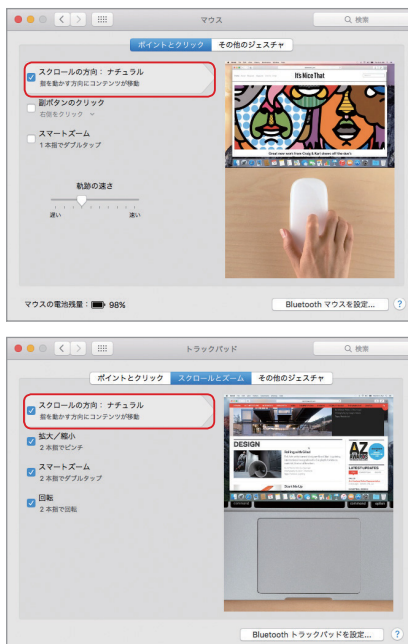 マウス
検索
ポイントとクリック その他のジェスチャ
スクロールの方向： ナチュラル
指を動かす方向にコンテンツが移動
副ボタンのクリック
右側をクリック
スマートズーム
1 本指でダブルタップ
軌跡の速さ
遅い 速い
It's Nice That
マウスの電池残量： 98%
Bluetooth マウスを設定... ?
トラックパッド
検索
ポイントとクリック スクロールとズーム その他のジェスチャ
スクロールの方向： ナチュラル
指を動かす方向にコンテンツが移動
拡大／縮小
2 本指でピンチ
スマートズーム
2 本指でダブルタップ
回転
2 本指で回転
DESIGN
AZ
AWARDS
LATEST UPDATES
command
command option
Bluetooth トラックパッドを設定... ?